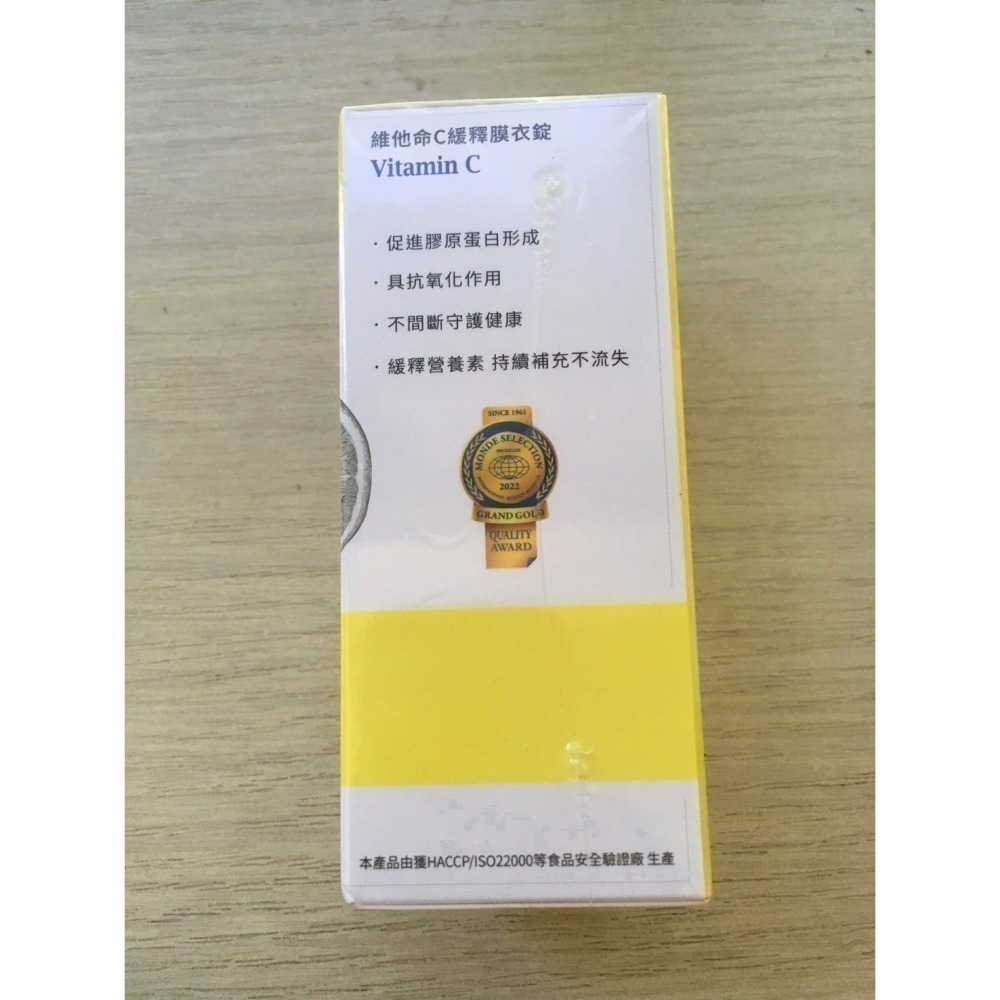 維他命C緩釋膜衣錠
Vitamin C
· 促進膠原蛋白形成
· 具抗氧化作用
· 不間斷守護健康
· 緩釋營養素 持續補充不流失
SINCE 1961
MONDE SELECTION
BRUXELLES
2022
GRAND GOLD
QUALITY
AWARD
本產品由獲HACCP/ISO22000等食品安全驗證廠 生產